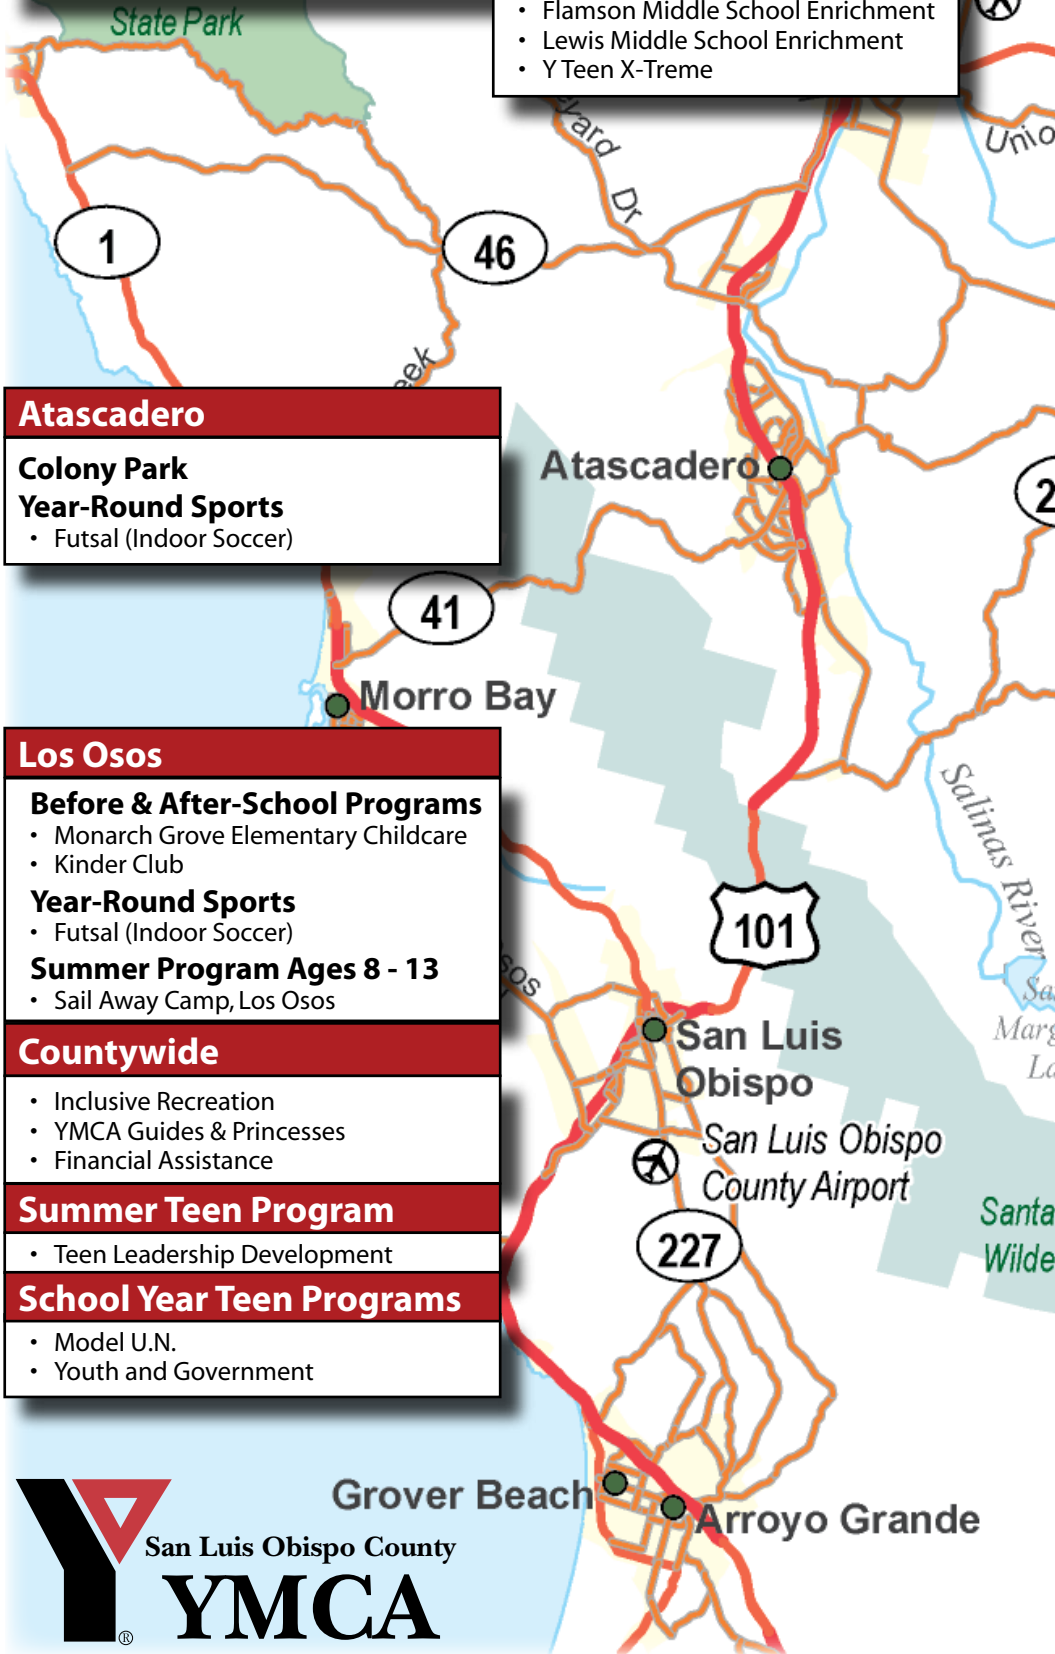 State Park
• Flamson Middle School Enrichment
• Lewis Middle School Enrichment
• Y Teen X-Treme
Dr
1
46
Atascadero
Colony Park
Year-Round Sports
• Futsal (Indoor Soccer)
Atascadero
41
Morro Bay
Los Osos
Before & After-School Programs
• Monarch Grove Elementary Childcare
• Kinder Club
Year-Round Sports
• Futsal (Indoor Soccer)
Summer Program Ages 8 - 13
• Sail Away Camp, Los Osos
Salinas River
101
Countywide
• Inclusive Recreation
• YMCA Guides & Princesses
• Financial Assistance
San Luis
Obispo
San Luis Obispo
County Airport
Santa
Summer Teen Program
• Teen Leadership Development
227
School Year Teen Programs
• Model U.N.
• Youth and Government
Grover Beach
Arroyo Grande
San Luis Obispo County
YMCA
®